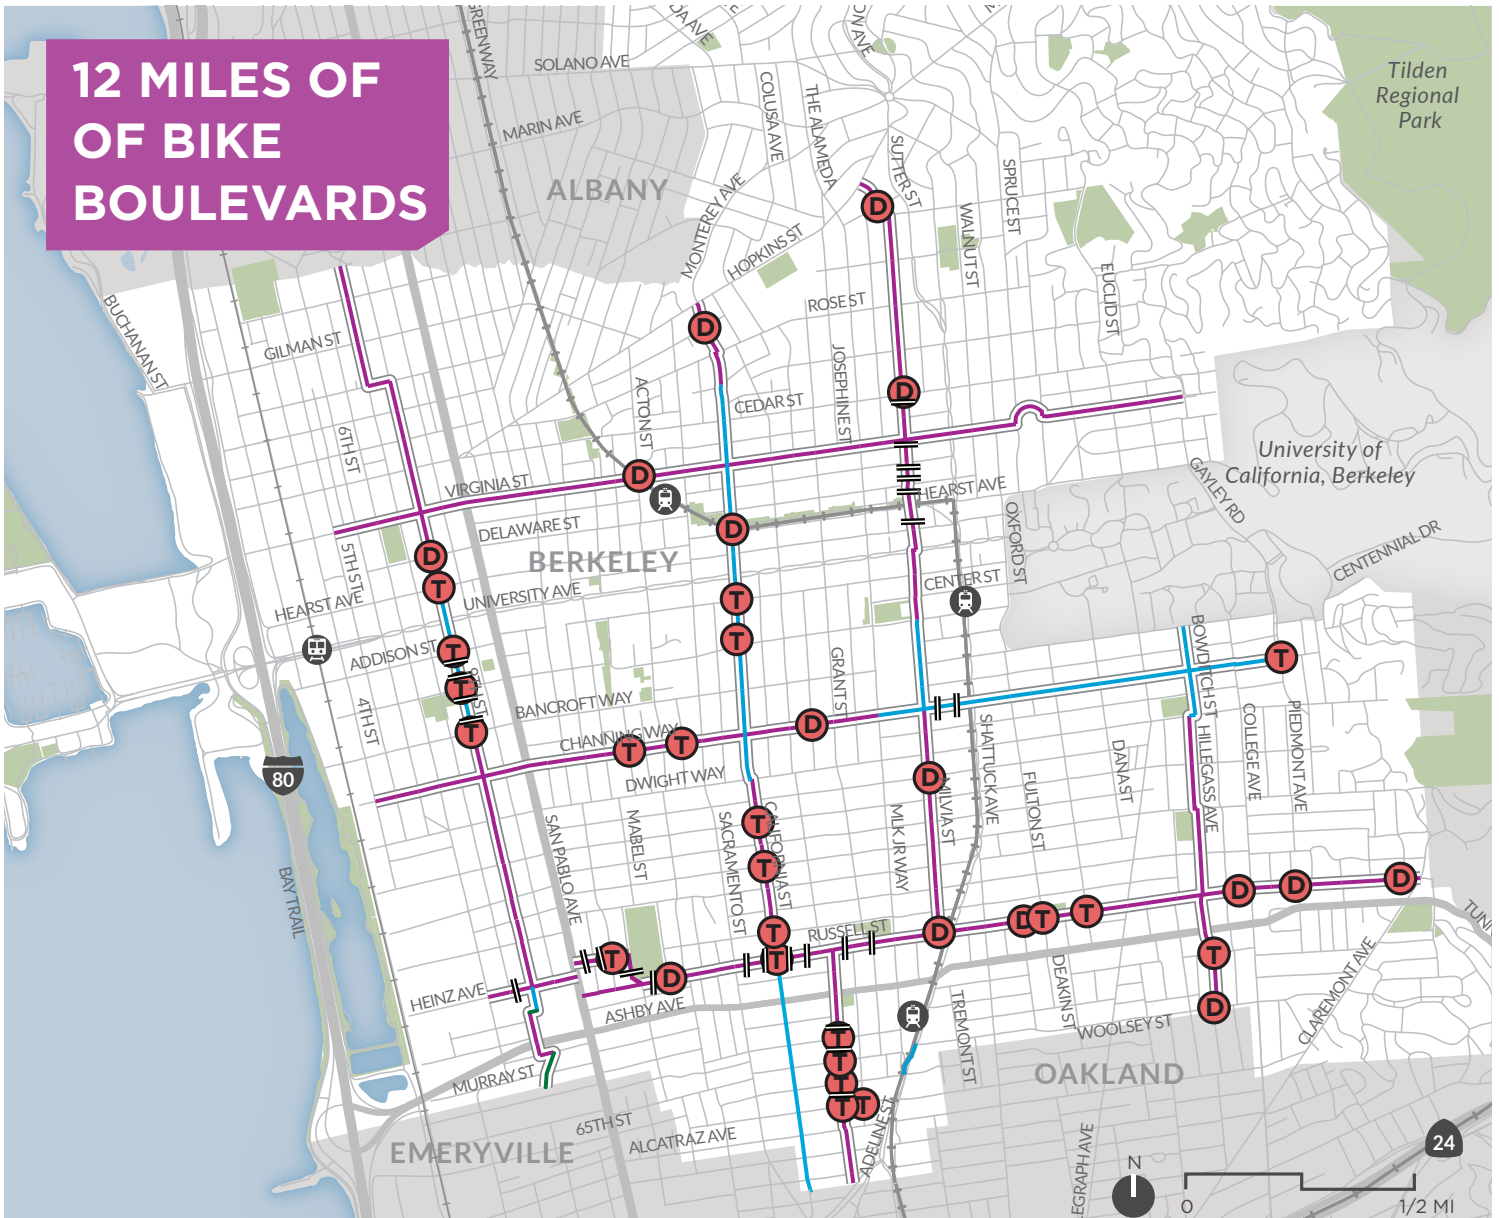 12 MILES OF
OF BIKE
BOULEVARDS
GREENWAY
SOLANO AVE
MARIN AVE
ALBANY
COLUSA AVE
THE ALAMEDA
MONTEREY AVE
HOPKINS ST
SUTTER ST
SPRUCE ST
WALNUT ST
EUCLID ST
Tilden
Regional
Park
BUCHANAN ST
GILMAN ST
ROSE ST
JOSEPHINE ST
CEDAR ST
ACTON ST
6TH ST
VIRGINIA ST
DELAWARE ST
BERKELEY
UNIVERSITY AVE
HEARST AVE
OXFORD ST
CENTER ST
University of
California, Berkeley
GAYLEY RD
CENTENNIAL DR
5TH ST
HEARST AVE
ADDISON ST
4TH ST
9TH ST
BANCROFT WAY
CHANNING WAY
DWIGHT WAY
GRANT ST
BOWDITCH ST
HILLEGASS AVE
COLLEGE AVE
PIEDMONT AVE
DANA ST
FULTON ST
SHATTUCK AVE
MILVIA ST
MLK JR WAY
CALIFORNIA ST
SACRAMENTO ST
MABEL ST
SAN PABLO AVE
80
BAY TRAIL
RUSSELL ST
HEINZ AVE
ASHBY AVE
MURRAY ST
65TH ST
ALCATRAZ AVE
EMERYVILLE
ADELINE ST
TREMONT ST
DEAKIN ST
WOOLSEY ST
CLAREMONT AVE
OAKLAND
24
N
0
1/2 MI
D
D
D
D
D
D
T
T
T
T
T
T
T
T
T
D
D
T
T
T
T
T
D
D
D
T
T
D
D
D
T
D
T
T
T
T
T
T